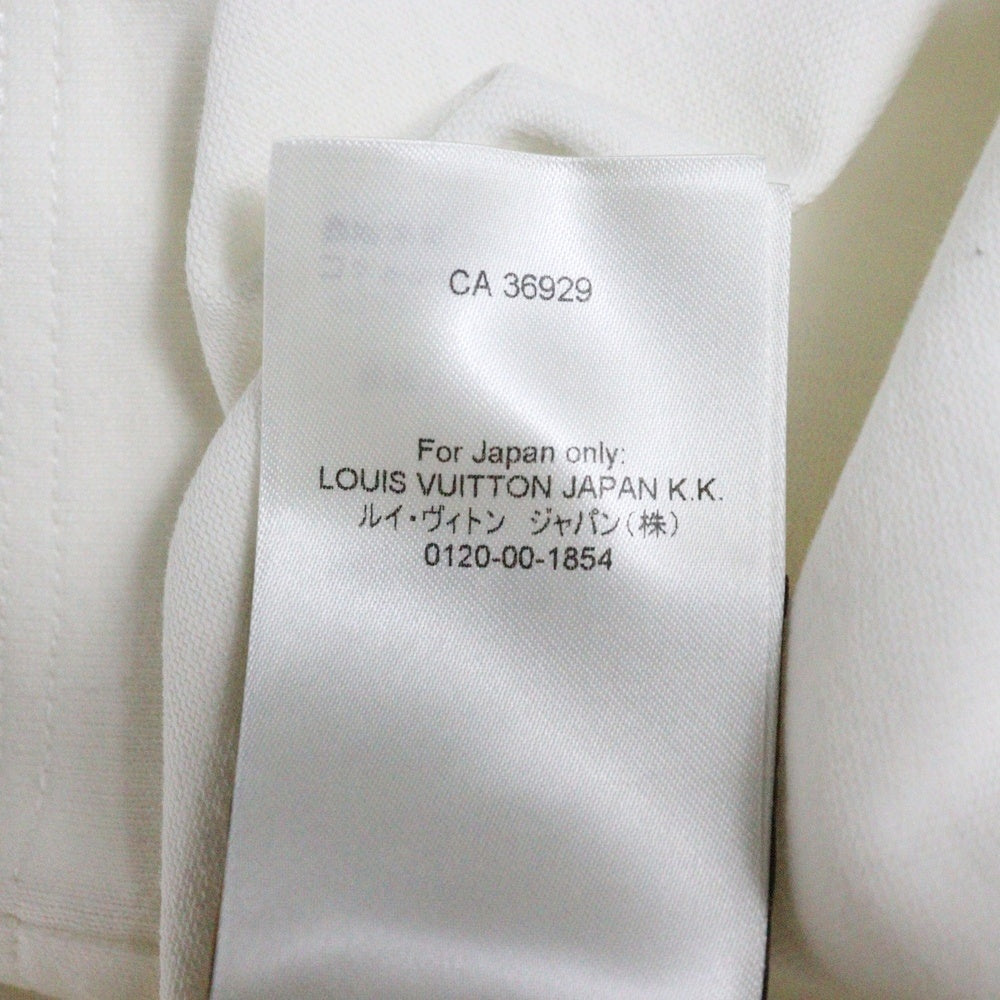 CA 36929
For Japan only:
LOUIS VUITTON JAPAN K.K.
ルイ・ヴィトン　ジャパン（株）
0120-00-1854